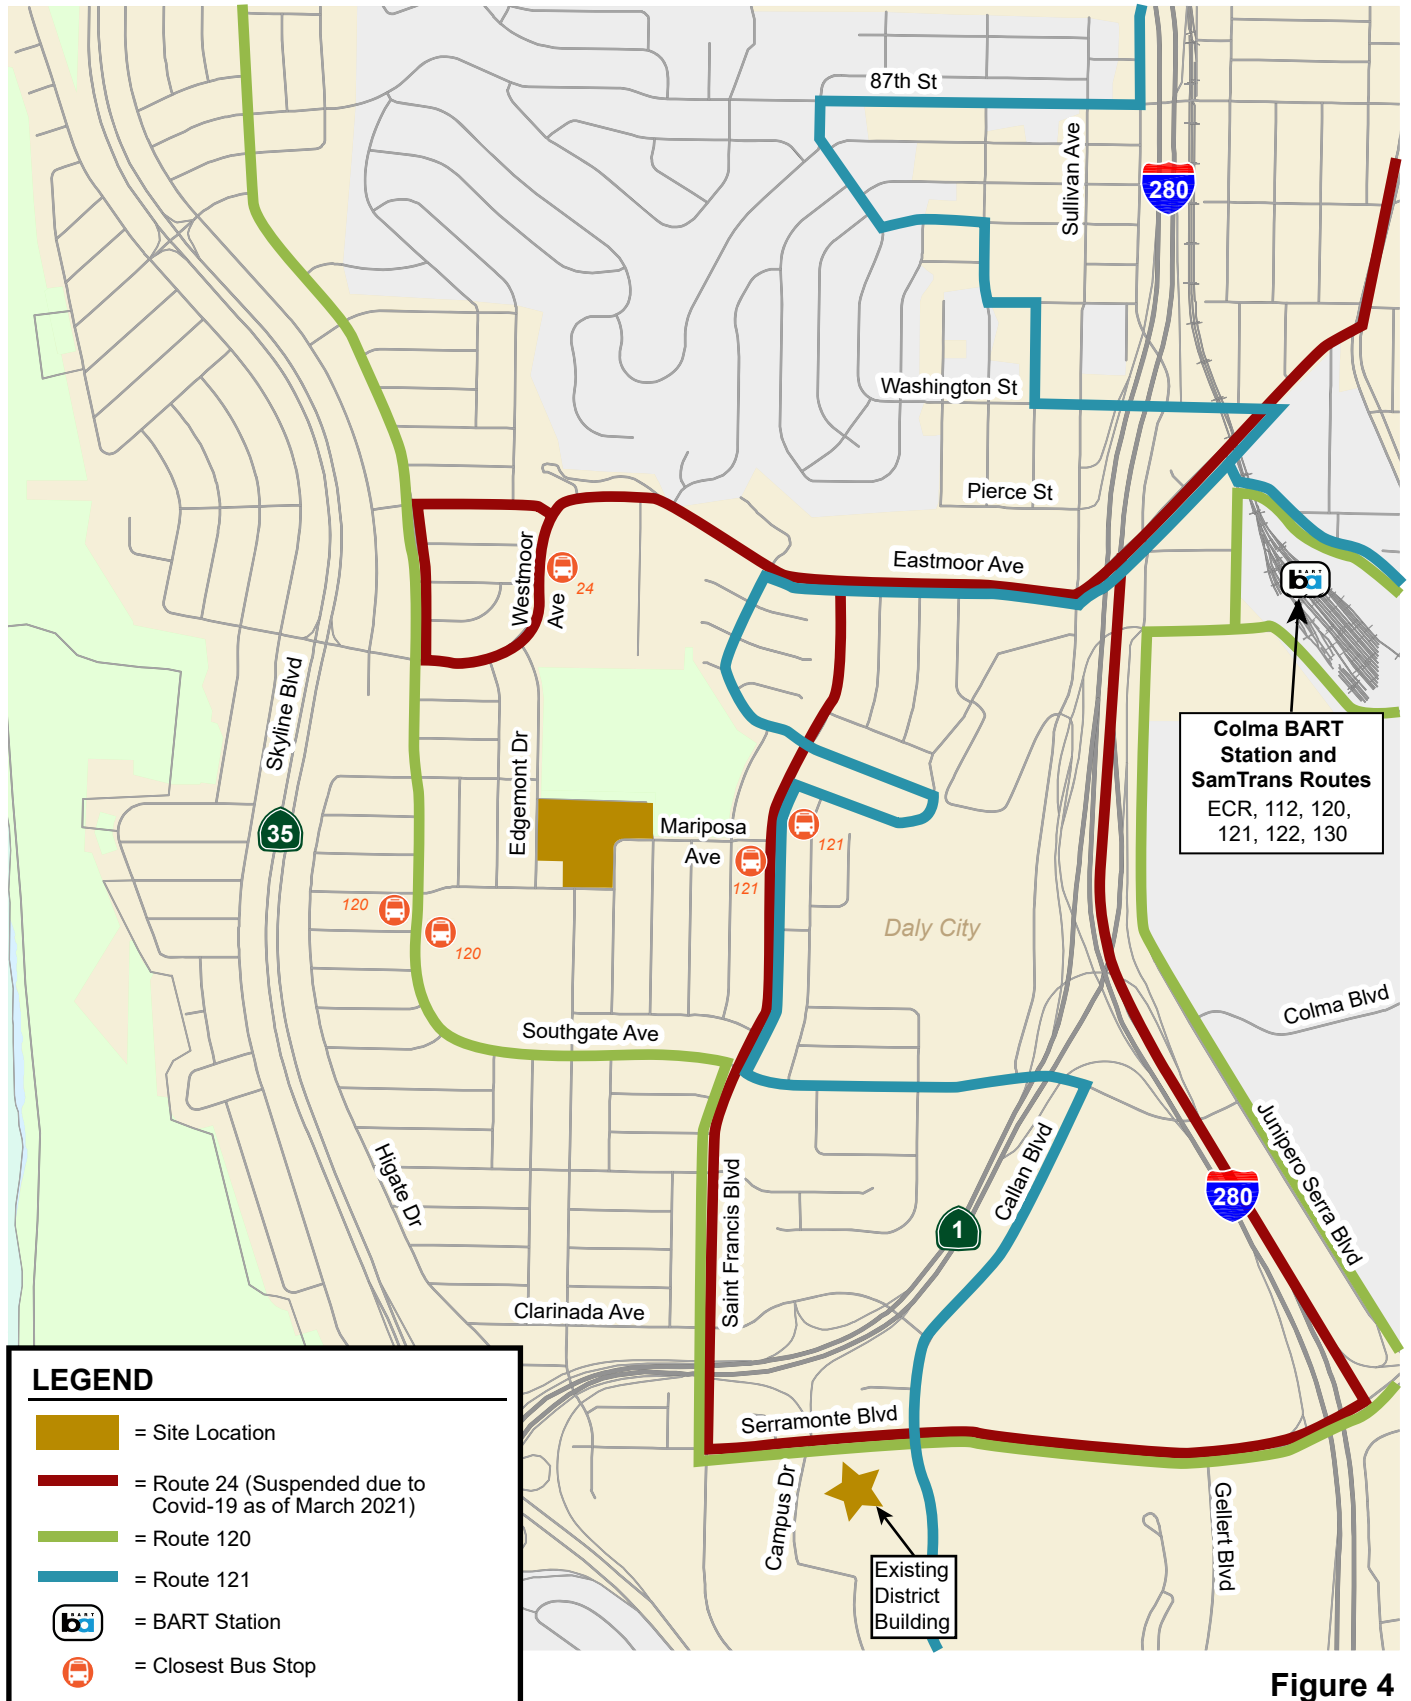 87th St
Sullivan Ave
280
Washington St
Pierce St
Eastmoor Ave
Westmoor
Ave
24
BART
ba
Skyline Blvd
Edgemont Dr
Colma BART
Station and
SamTrans Routes
ECR, 112, 120,
121, 122, 130
35
Mariposa
Ave
121
121
120
120
Daly City
Colma Blvd
Southgate Ave
Junipero Serra Blvd
Higate Dr
Saint Francis Blvd
Callan Blvd
280
1
Clarinada Ave
Serramonte Blvd
Campus Dr
Gellert Blvd
Existing
District
Building
LEGEND
= Site Location
= Route 24 (Suspended due to
Covid-19 as of March 2021)
= Route 120
= Route 121
BART
ba
= BART Station
= Closest Bus Stop
Figure 4